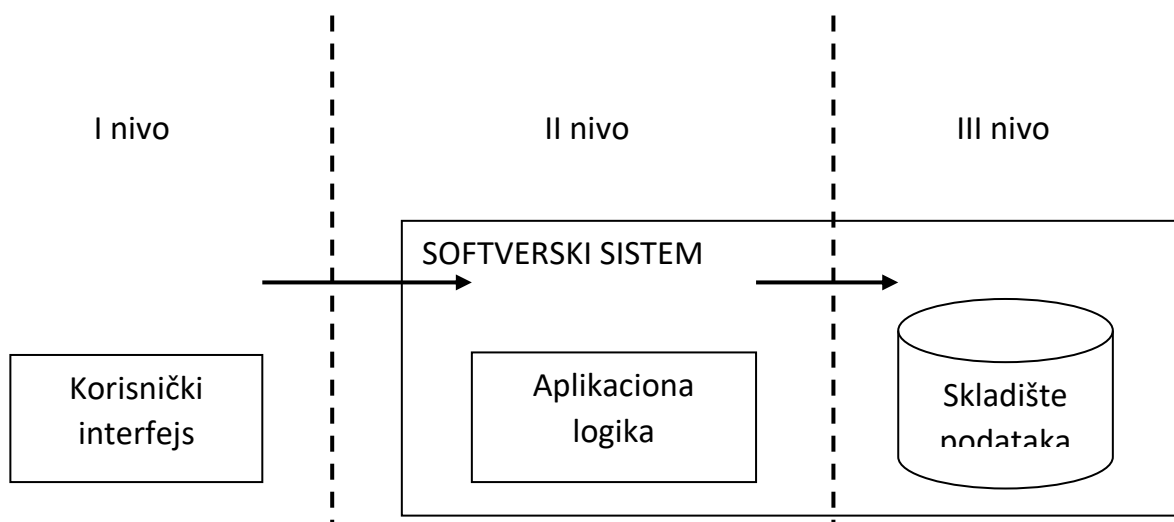 I nivo
II nivo
III nivo
SOFTVERSKI SISTEM
Korisnički
interfejs
Aplikaciona
logika
Skladište
podataka